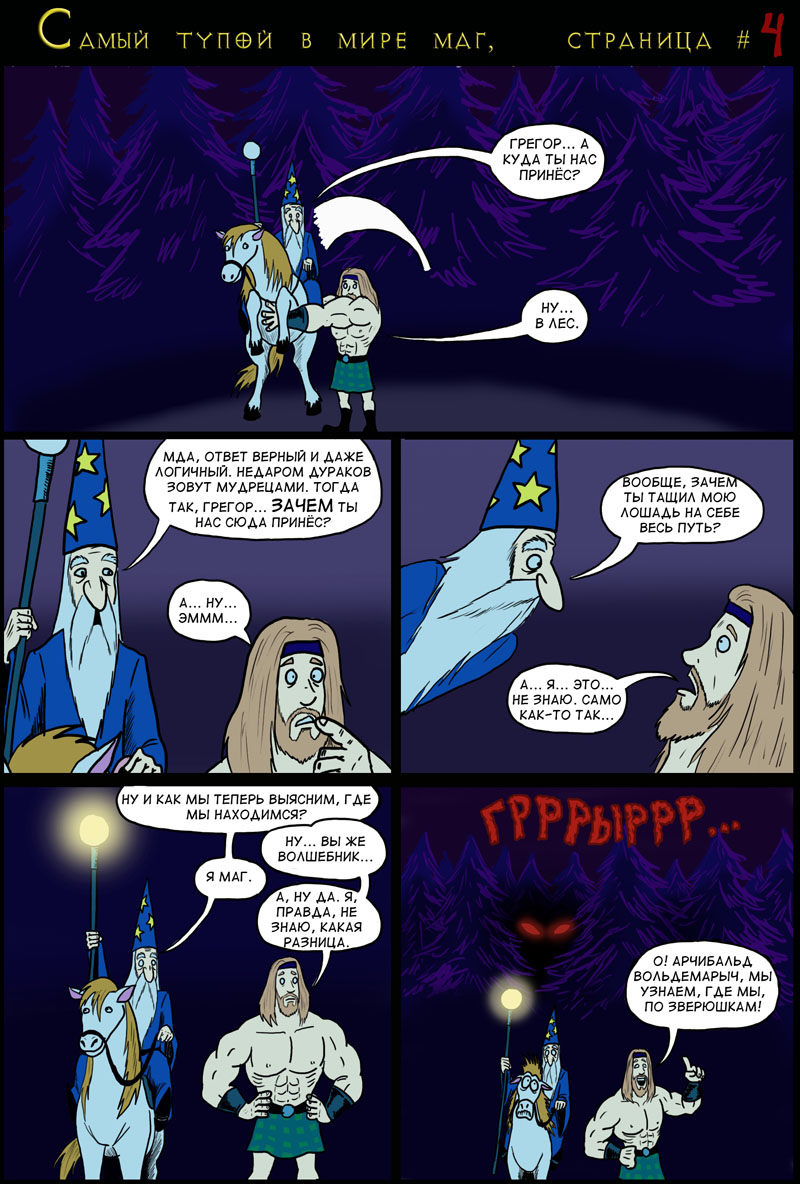 Самый тупой в мире маг, страница # 4
ГРЕГОР... А
КУДА ТЫ НАС
ПРИНЁС?
НУ...
В ЛЕС.
МДА, ОТВЕТ ВЕРНЫЙ И ДАЖЕ
ЛОГИЧНЫЙ. НЕДАРОМ ДУРАКОВ
ЗОВУТ МУДРЕЦАМИ. ТОГДА
ТАК, ГРЕГОР... ЗАЧЕМ ТЫ
НАС СЮДА ПРИНЁС?
А... НУ...
ЭМММ...
ВООБЩЕ, ЗАЧЕМ
ТЫ ТАЩИЛ МОЮ
ЛОШАДЬ НА СЕБЕ
ВЕСЬ ПУТЬ?
А... Я... ЭТО...
НЕ ЗНАЮ. САМО
КАК-ТО ТАК...
НУ И КАК МЫ ТЕПЕРЬ ВЫЯСНИМ, ГДЕ
МЫ НАХОДИМСЯ?
НУ... ВЫ ЖЕ
ВОЛШЕБНИК...
Я МАГ.
А, НУ ДА. Я,
ПРАВДА, НЕ
ЗНАЮ, КАКАЯ
РАЗНИЦА.
ГРРРЫРРР...
О! АРЧИБАЛЬД
ВОЛЬДЕМАРЫЧ, МЫ
УЗНАЕМ, ГДЕ МЫ,
ПО ЗВЕРЮШКАМ!